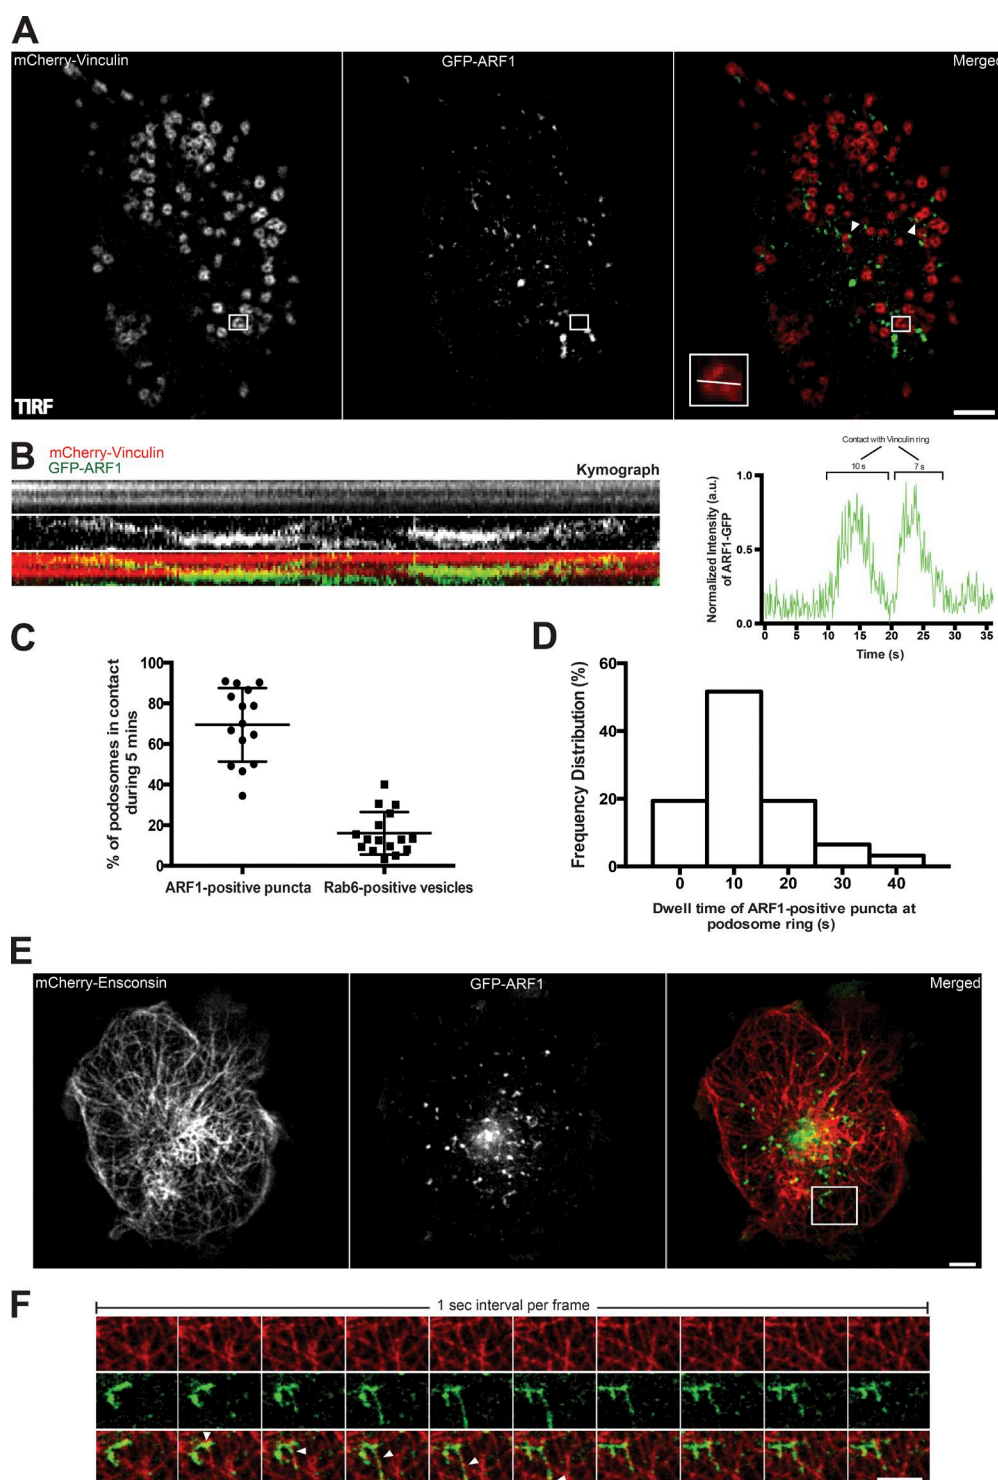 A
mCherry-Vinculin
GFP-ARF1
Merged
TIRF
B
mCherry-Vinculin
GFP-ARF1
Kymograph
Contact with Vinculin ring
10 s
7 s
Normalized Intensity (a.u.)
of ARF1-GFP
1.0
0.5
0.0
0 5 10 15 20 25 30 35
Time (s)
C
% of podosomes in contact
during 5 mins
100
80
60
40
20
0
ARF1-positive puncta
Rab6-positive vesicles
D
Frequency Distribution (%)
60
40
20
0
0 10 20 30 40
Dwell time of ARF1-positive puncta at
podosome ring (s)
E
mCherry-Ensconsin
GFP-ARF1
Merged
F
1 sec interval per frame